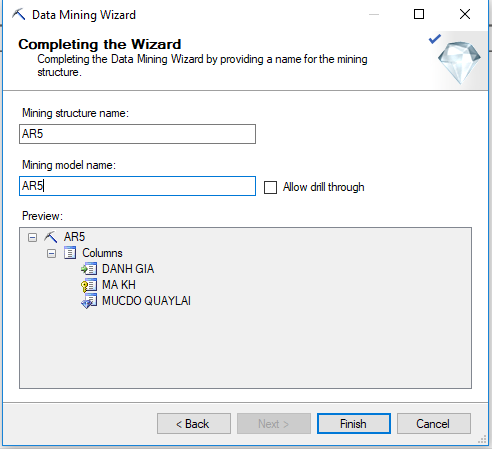 Data Mining Wizard
Completing the Wizard
Completing the Data Mining Wizard by providing a name for the mining
structure.
Mining structure name:
AR5
Mining model name:
AR5
Allow drill through
Preview:
AR5
Columns
DANH GIA
MA KH
MUCDO QUAYLAI
< Back
Next >
Finish
Cancel